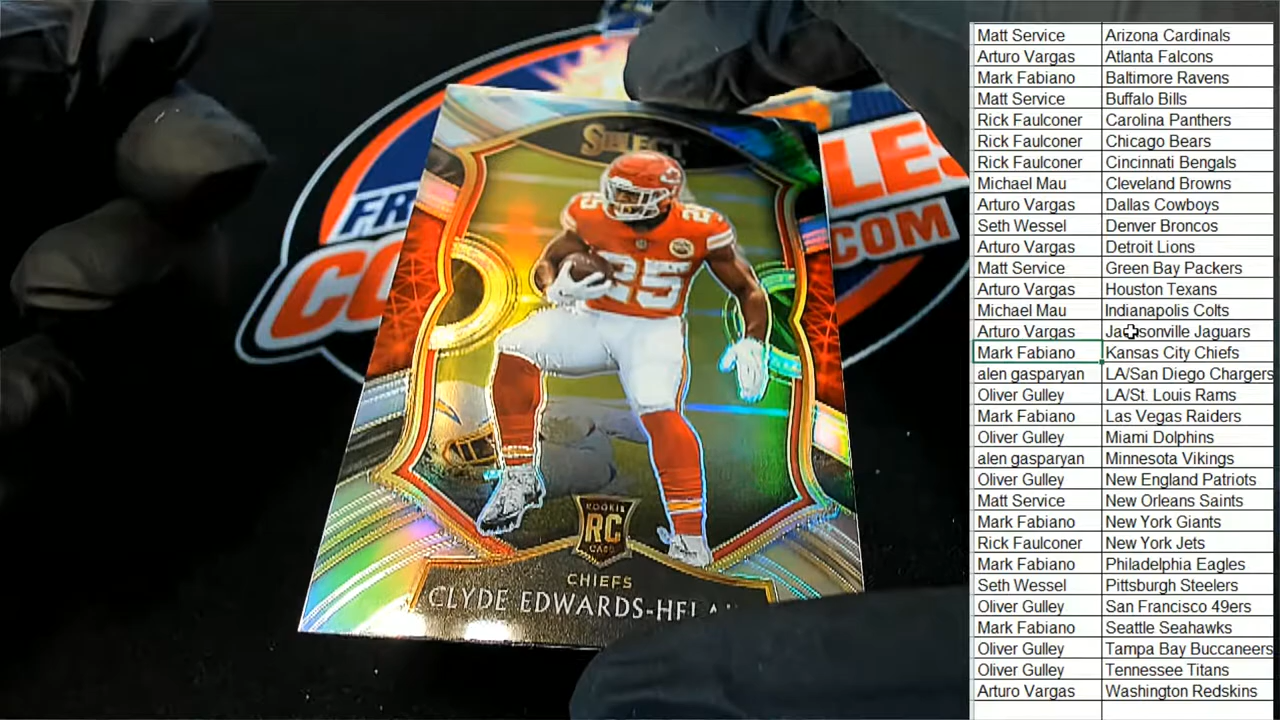 SELECT
25
25
ROOKIE
RC
CARD
CHIEFS
CLYDE EDWARDS-HELA
FR
LES
CO
.COM
Matt Service Arizona Cardinals
Arturo Vargas Atlanta Falcons
Mark Fabiano Baltimore Ravens
Matt Service Buffalo Bills
Rick Faulconer Carolina Panthers
Rick Faulconer Chicago Bears
Rick Faulconer Cincinnati Bengals
Michael Mau Cleveland Browns
Arturo Vargas Dallas Cowboys
Seth Wessel Denver Broncos
Arturo Vargas Detroit Lions
Matt Service Green Bay Packers
Arturo Vargas Houston Texans
Michael Mau Indianapolis Colts
Arturo Vargas Jacksonville Jaguars
Mark Fabiano Kansas City Chiefs
alen gasparyan LA/San Diego Chargers
Oliver Gulley LA/St. Louis Rams
Mark Fabiano Las Vegas Raiders
Oliver Gulley Miami Dolphins
alen gasparyan Minnesota Vikings
Oliver Gulley New England Patriots
Matt Service New Orleans Saints
Mark Fabiano New York Giants
Rick Faulconer New York Jets
Mark Fabiano Philadelphia Eagles
Seth Wessel Pittsburgh Steelers
Oliver Gulley San Francisco 49ers
Mark Fabiano Seattle Seahawks
Oliver Gulley Tampa Bay Buccaneers
Oliver Gulley Tennessee Titans
Arturo Vargas Washington Redskins